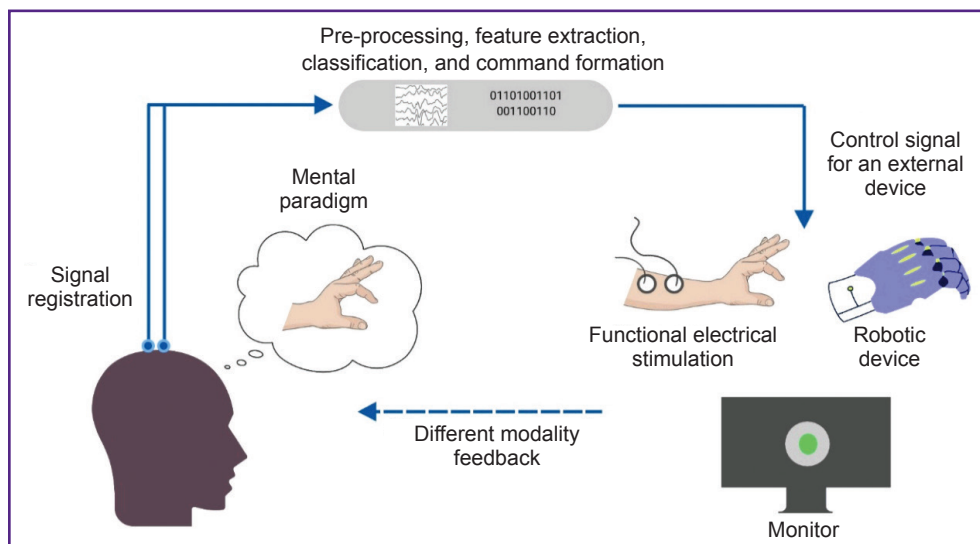 Pre-processing, feature extraction,
classification, and command formation
01101001101
001100110
Control signal
for an external
device
Mental
paradigm
Signal
registration
Functional electrical
stimulation
Robotic
device
Different modality
feedback
Monitor